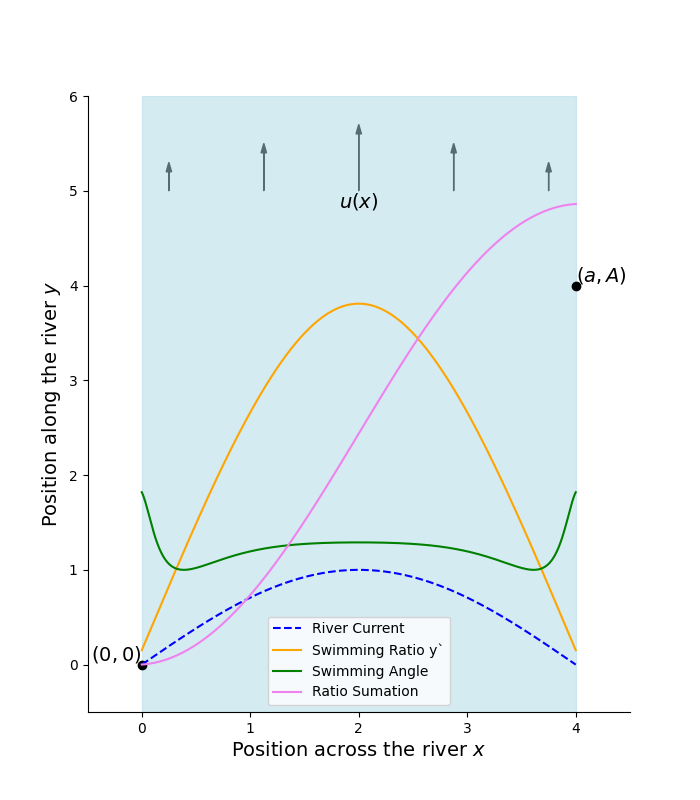 6
5
4
3
2
1
0
Position along the river y
u(x)
(a, A)
(0, 0)
River Current
Swimming Ratio y`
Swimming Angle
Ratio Sumation
0
1
2
3
4
Position across the river x